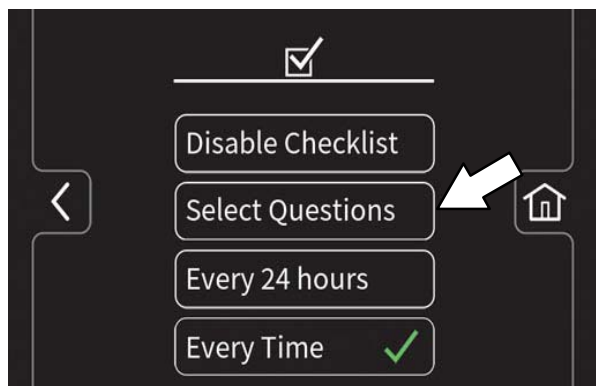 Disable Checklist
Select Questions
Every 24 hours
Every Time